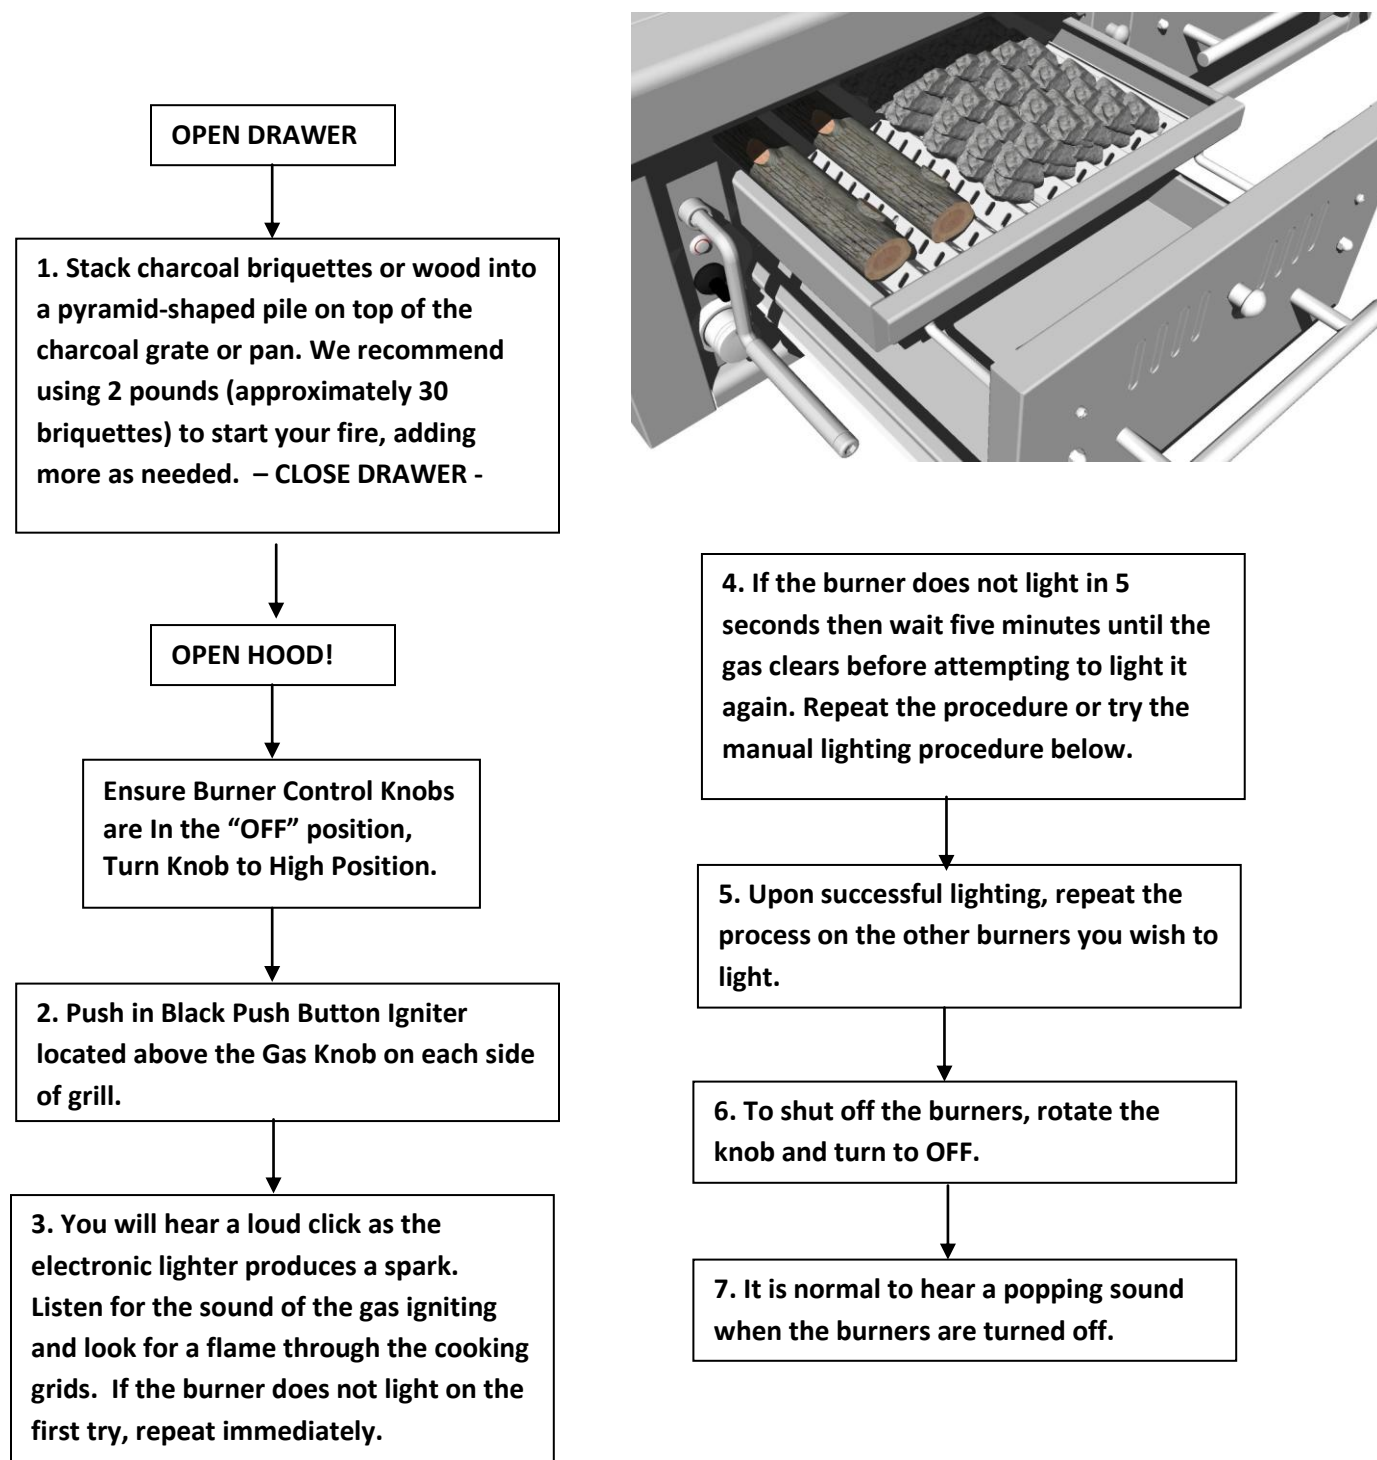 OPEN DRAWER
1. Stack charcoal briquettes or wood into
a pyramid-shaped pile on top of the
charcoal grate or pan. We recommend
using 2 pounds (approximately 30
briquettes) to start your fire, adding
more as needed.  – CLOSE DRAWER -
OPEN HOOD!
Ensure Burner Control Knobs
are In the “OFF” position,
Turn Knob to High Position.
2. Push in Black Push Button Igniter
located above the Gas Knob on each side
of grill.
3. You will hear a loud click as the
electronic lighter produces a spark.
Listen for the sound of the gas igniting
and look for a flame through the cooking
grids.  If the burner does not light on the
first try, repeat immediately.
4. If the burner does not light in 5
seconds then wait five minutes until the
gas clears before attempting to light it
again. Repeat the procedure or try the
manual lighting procedure below.
5. Upon successful lighting, repeat the
process on the other burners you wish to
light.
6. To shut off the burners, rotate the
knob and turn to OFF.
7. It is normal to hear a popping sound
when the burners are turned off.